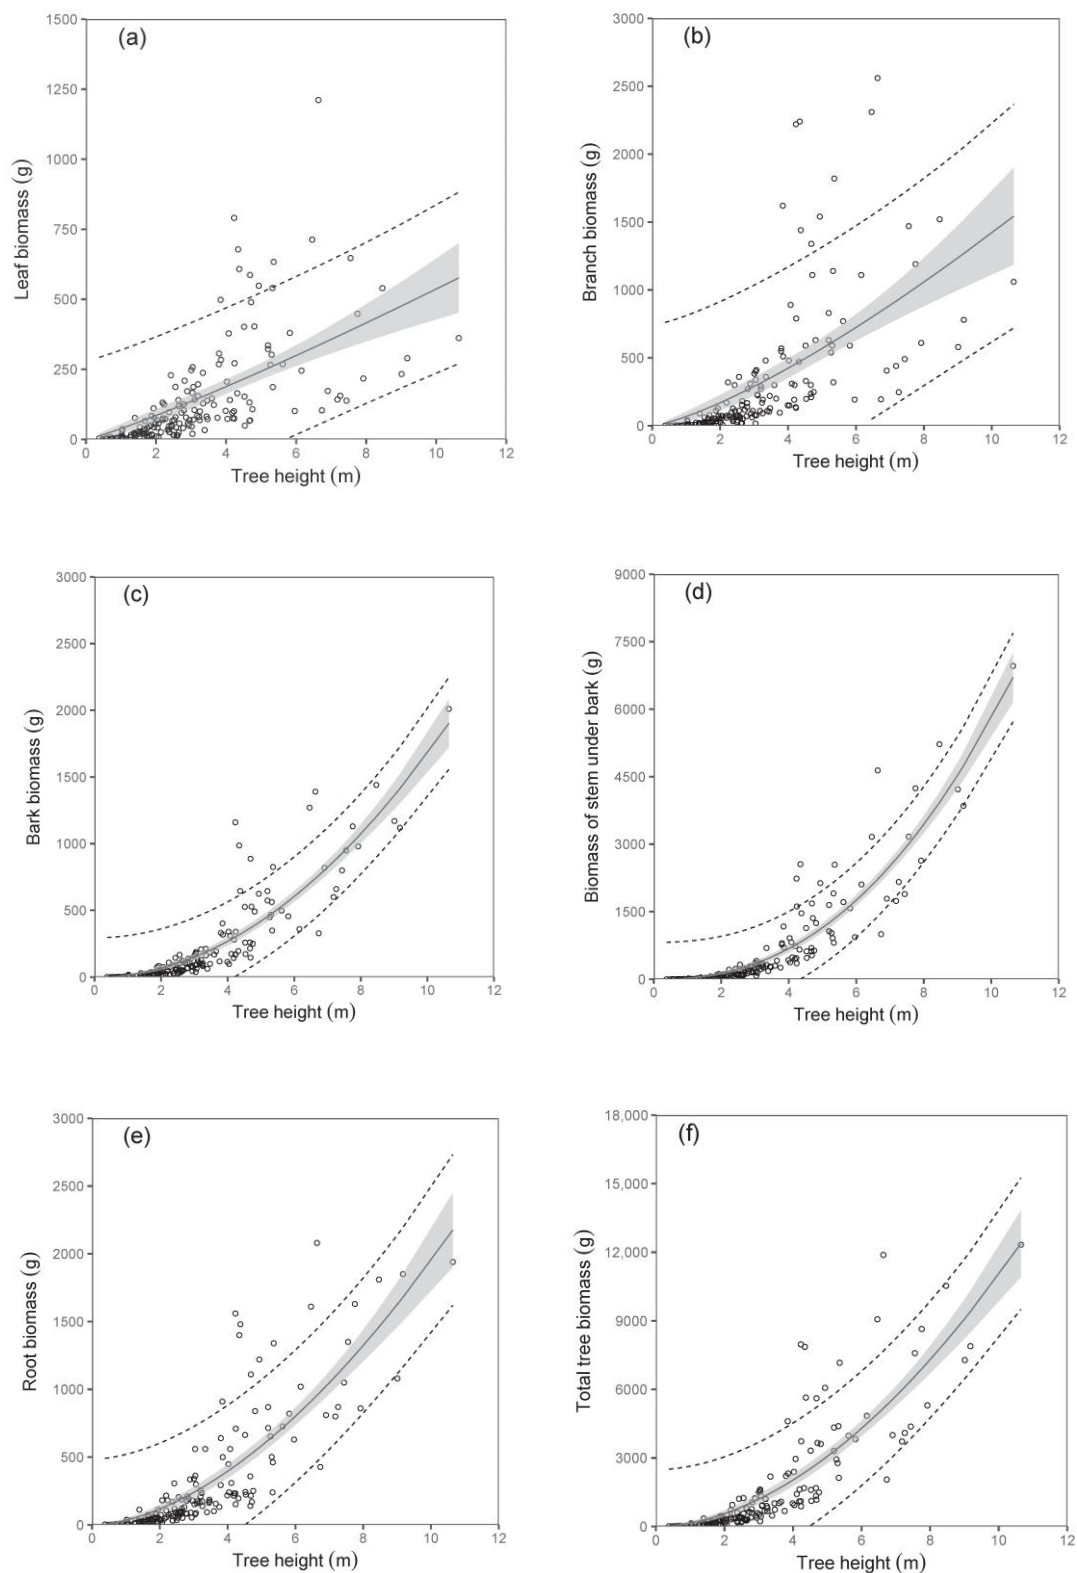 (a)
1500
1250
1000
750
500
250
0
Leaf biomass (g)
0 2 4 6 8 10 12
Tree height (m)
(b)
3000
2500
2000
1500
1000
500
0
Branch biomass (g)
0 2 4 6 8 10 12
Tree height (m)
(c)
3000
2500
2000
1500
1000
500
0
Bark biomass (g)
0 2 4 6 8 10 12
Tree height (m)
(d)
9000
7500
6000
4500
3000
1500
0
Biomass of stem under bark (g)
0 2 4 6 8 10 12
Tree height (m)
(e)
3000
2500
2000
1500
1000
500
0
Root biomass (g)
0 2 4 6 8 10 12
Tree height (m)
(f)
18,000
15,000
12,000
9000
6000
3000
0
Total tree biomass (g)
0 2 4 6 8 10 12
Tree height (m)